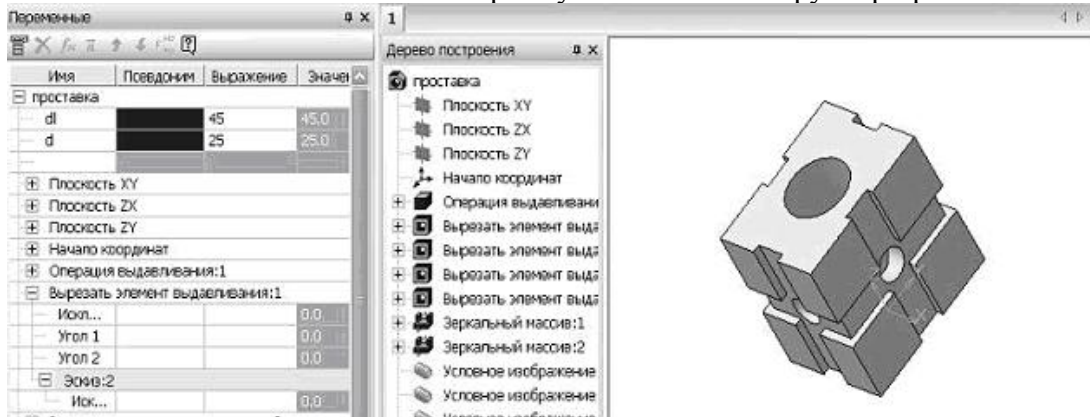 Переменные
Имя Псевдоним Выражение Значен
проставка
dl 45 45.0
d 25 25.0
Плоскость XY
Плоскость ZX
Плоскость ZY
Начало координат
Операция выдавливания:1
Вырезать элемент выдавливания:1
Искл... 0.0
Угол 1 0.0
Угол 2 0.0
Эскиз:2
Иск... 0.0
1
Дерево построения
проставка
Плоскость XY
Плоскость ZX
Плоскость ZY
Начало координат
Операция выдавливани
Вырезать элемент выда
Вырезать элемент выда
Вырезать элемент выда
Вырезать элемент выда
Зеркальный массив:1
Зеркальный массив:2
Условное изображение
Условное изображение